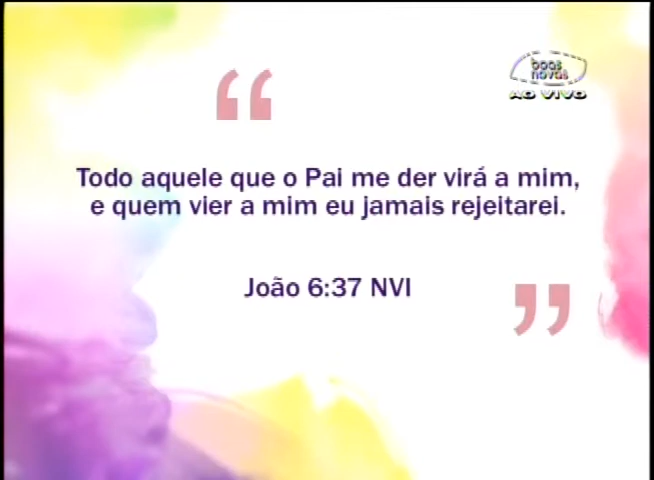 “
boas
novas
AO VIVO
Todo aquele que o Pai me der virá a mim,
e quem vier a mim eu jamais rejeitarei.
João 6:37 NVI
”